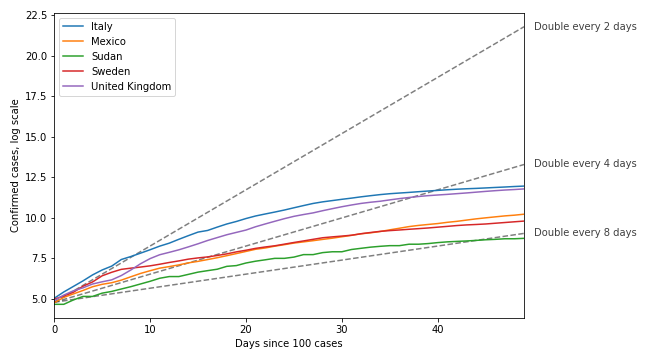 22.5
20.0
17.5
15.0
12.5
10.0
7.5
5.0
Confirmed cases, log scale
Italy
Mexico
Sudan
Sweden
United Kingdom
Double every 2 days
Double every 4 days
Double every 8 days
0
10
20
30
40
Days since 100 cases